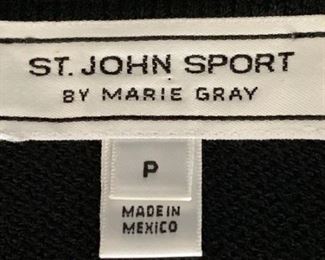 ST. JOHN SPORT
BY MARIE GRAY
P
MADE IN
MEXICO